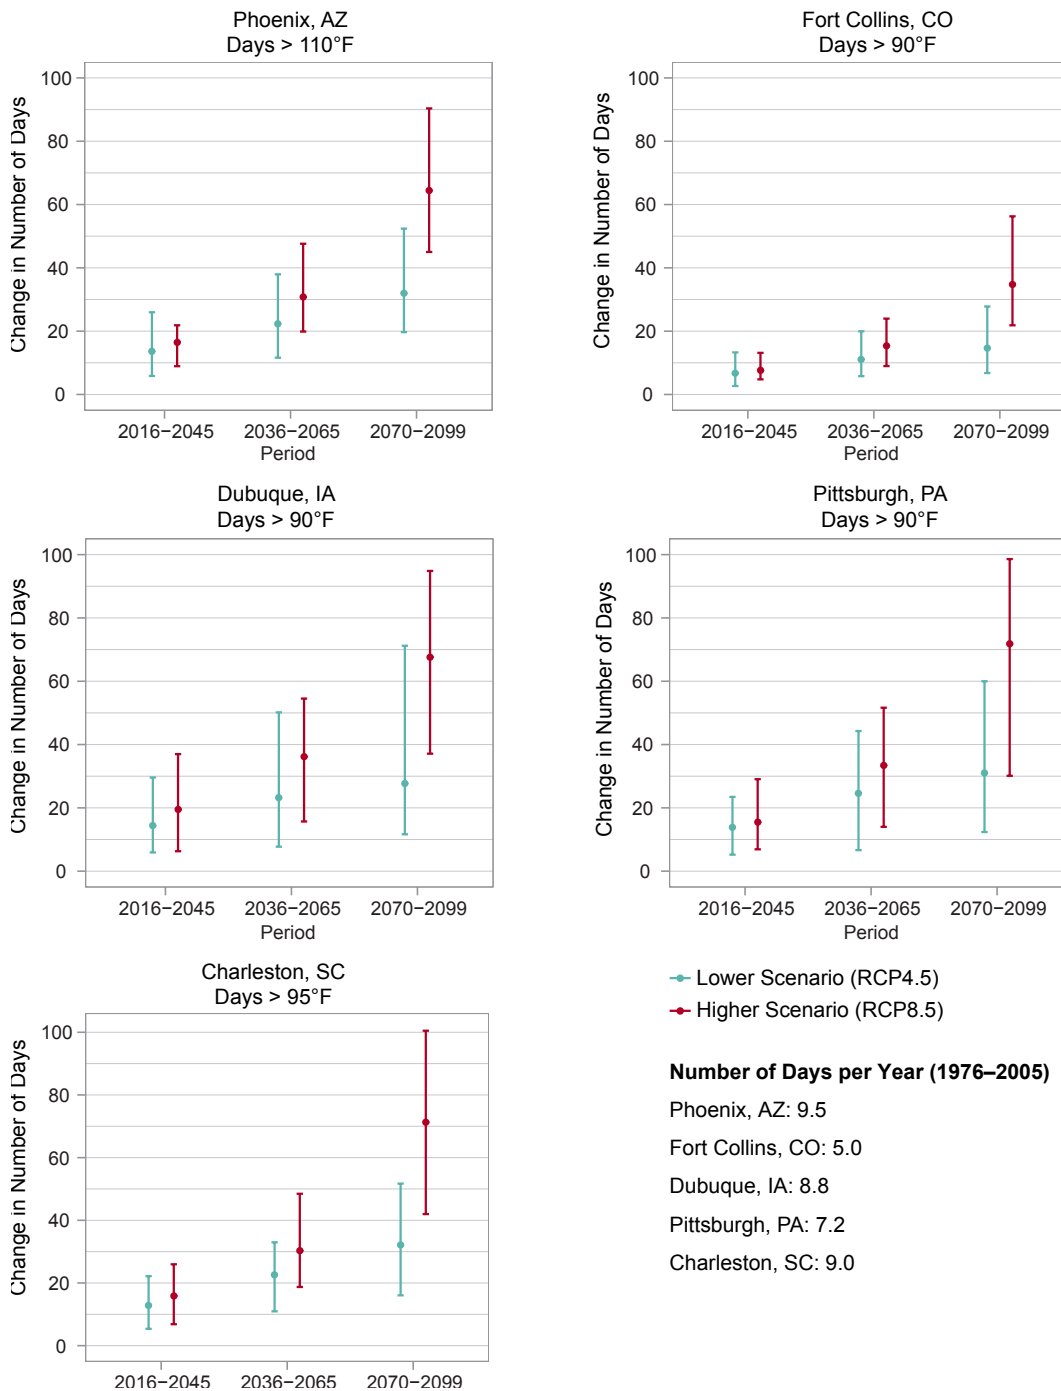 Phoenix, AZ
Days > 110°F
Change in Number of Days
100
80
60
40
20
0
2016–2045 2036–2065 2070–2099
Period
Fort Collins, CO
Days > 90°F
Change in Number of Days
100
80
60
40
20
0
2016–2045 2036–2065 2070–2099
Period
Dubuque, IA
Days > 90°F
Change in Number of Days
100
80
60
40
20
0
2016–2045 2036–2065 2070–2099
Period
Pittsburgh, PA
Days > 90°F
Change in Number of Days
100
80
60
40
20
0
2016–2045 2036–2065 2070–2099
Period
Charleston, SC
Days > 95°F
Change in Number of Days
100
80
60
40
20
0
2016–2045 2036–2065 2070–2099
Lower Scenario (RCP4.5)
Higher Scenario (RCP8.5)
Number of Days per Year (1976–2005)
Phoenix, AZ: 9.5
Fort Collins, CO: 5.0
Dubuque, IA: 8.8
Pittsburgh, PA: 7.2
Charleston, SC: 9.0